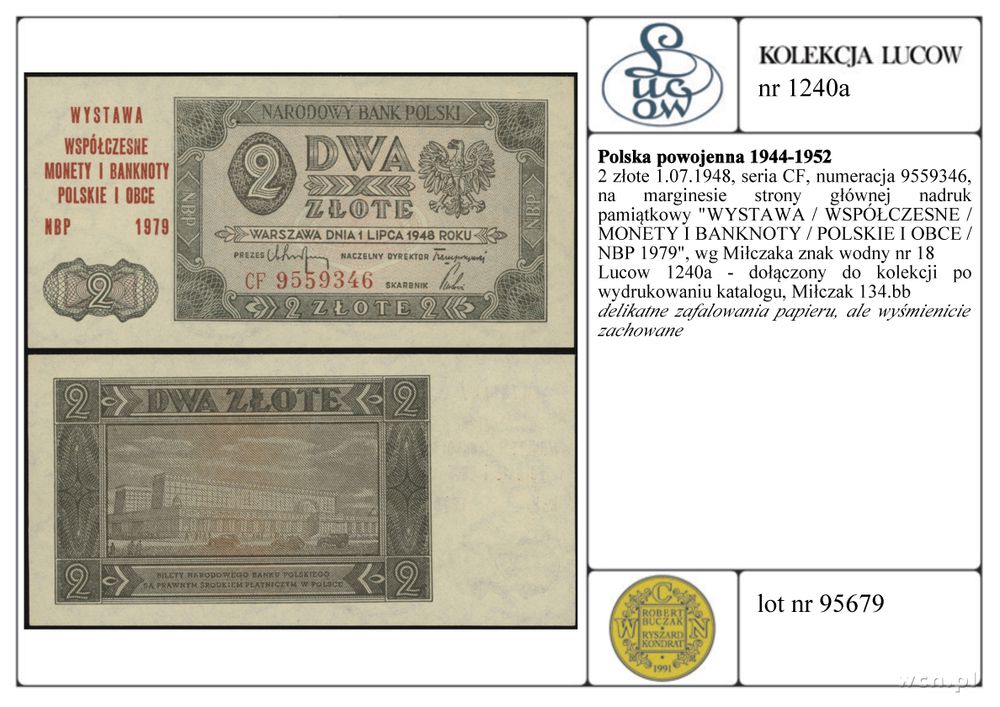 WYSTAWA
WSPÓŁCZESNE
MONETY I BANKNOTY
POLSKIE I OBCE
NBP 1979
NARODOWY BANK POLSKI
2
DWA
ZŁOTE
NBP
NBP
WARSZAWA DNIA 1 LIPCA 1948 ROKU
PREZES NACZELNY DYREKTOR
CF 9559346 SKARBNIK
2
2 ZŁOTE 2
2 DWA ZŁOTE 2
2 BILETY NARODOWEGO BANKU POLSKIEGO 2
SĄ PRAWNYM ŚRODKIEM PŁATNICZYM W POLSCE
Lucow
KOLEKCJA LUCOW
nr 1240a
Polska powojenna 1944-1952
2 złote 1.07.1948, seria CF, numeracja 9559346,
na marginesie strony głównej nadruk
pamiątkowy "WYSTAWA / WSPÓŁCZESNE /
MONETY I BANKNOTY / POLSKIE I OBCE /
NBP 1979", wg Miłczaka znak wodny nr 18
Lucow 1240a - dołączony do kolekcji po
wydrukowaniu katalogu, Miłczak 134.bb
delikatne zafalowania papieru, ale wyśmienicie
zachowane
W C N
ROBERT
BUCZAK
RYSZARD
KONDRAT
1991
lot nr 95679
wcn.pl